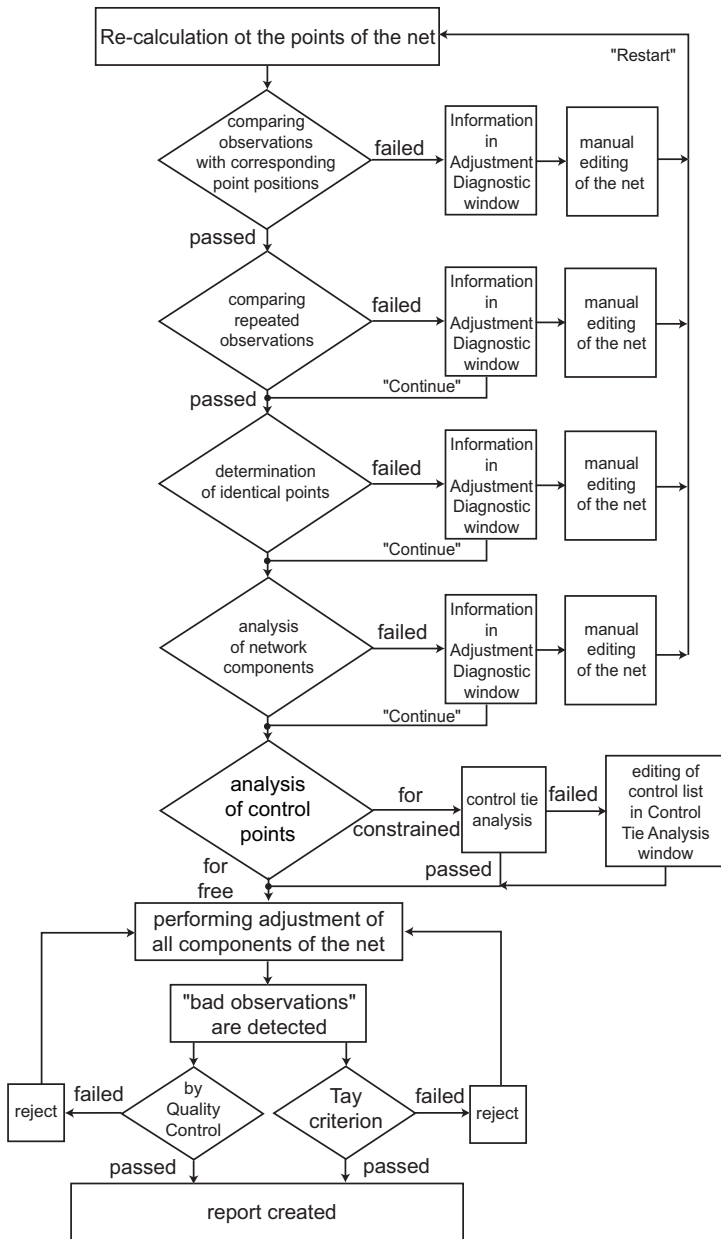 Re-calculation ot the points of the net
"Restart"
comparing
observations
with corresponding
point positions
failed
Information
in
Adjustment
Diagnostic
window
manual
editing
of the net
passed
comparing
repeated
observations
failed
Information
in
Adjustment
Diagnostic
window
manual
editing
of the net
"Continue"
passed
determination
of identical points
failed
Information
in
Adjustment
Diagnostic
window
manual
editing
of the net
"Continue"
analysis
of network
components
failed
Information
in
Adjustment
Diagnostic
window
manual
editing
of the net
"Continue"
analysis
of control
points
for
constrained
control tie
analysis
failed
editing of
control list
in Control
Tie Analysis
window
passed
for
free
performing adjustment of
all components of the net
"bad observations"
are detected
reject
failed
by
Quality
Control
Tay
criterion
failed
reject
passed
passed
report created